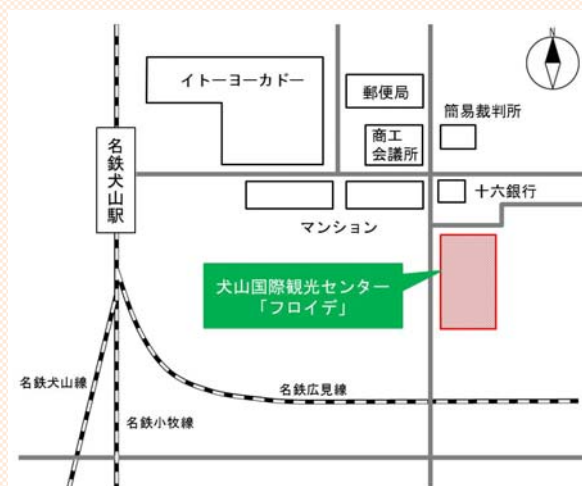 N
イトーヨーカドー
郵便局
簡易裁判所
商工
会議所
名鉄犬山駅
十六銀行
マンション
犬山国際観光センター
「フロイデ」
名鉄広見線
名鉄犬山線
名鉄小牧線